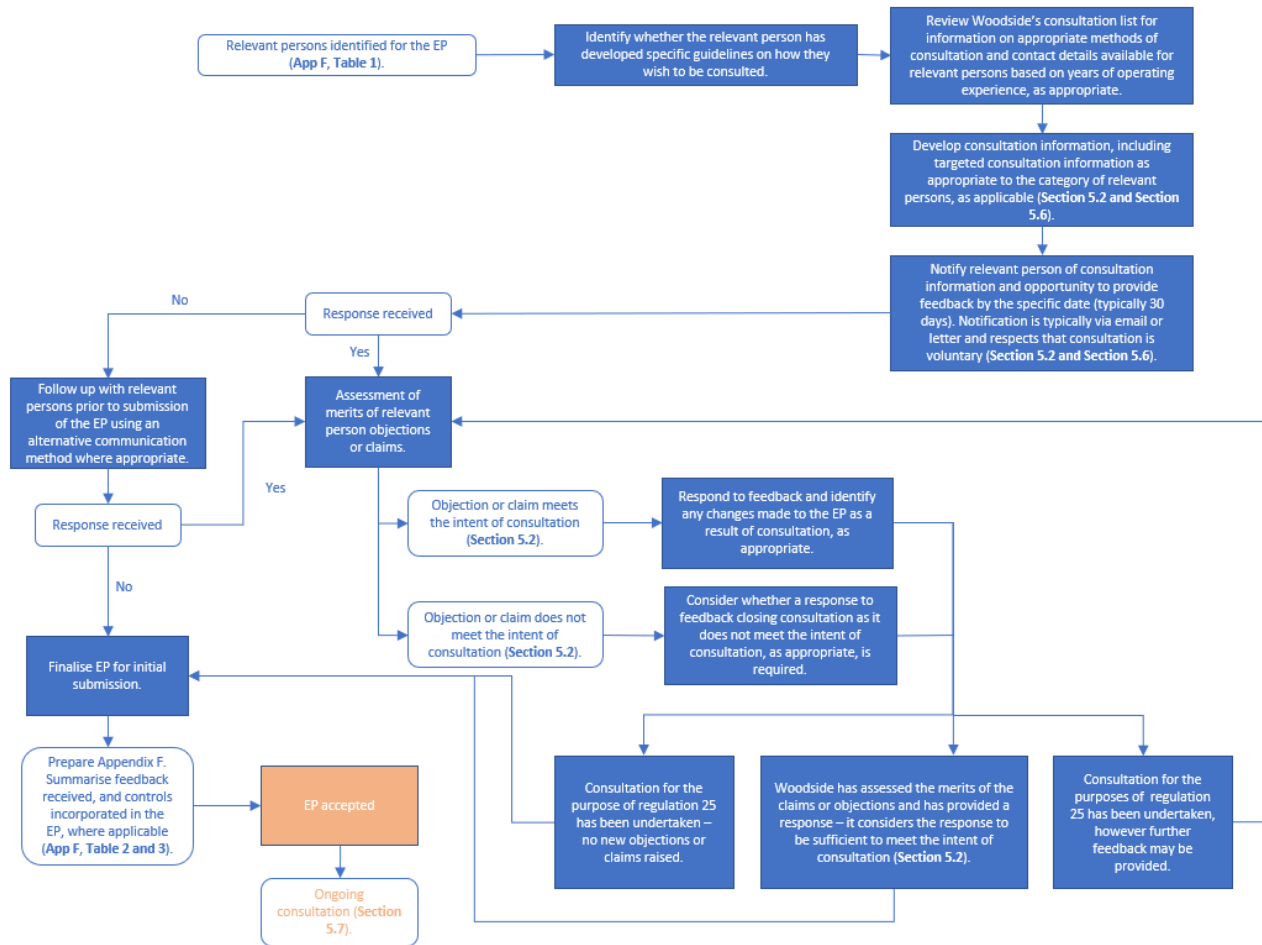 Relevant persons identified for the EP
(App F, Table 1).
Identify whether the relevant person has
developed specific guidelines on how they
wish to be consulted.
Review Woodside's consultation list for
information on appropriate methods of
consultation and contact details available for
relevant persons based on years of operating
experience, as appropriate.
Develop consultation information, including
targeted consultation information as
appropriate to the category of relevant
persons, as applicable (Section 5.2 and Section
5.6).
Notify relevant person of consultation
information and opportunity to provide
feedback by the specific date (typically 30
days). Notification is typically via email or
letter and respects that consultation is
voluntary (Section 5.2 and Section 5.6).
Response received
No
Yes
Follow up with relevant
persons prior to submission
of the EP using an
alternative communication
method where appropriate.
Assessment of
merits of relevant
person objections
or claims.
Yes
Response received
No
Objection or claim meets
the intent of consultation
(Section 5.2).
Respond to feedback and identify
any changes made to the EP as a
result of consultation, as
appropriate.
Objection or claim does not
meet the intent of
consultation (Section 5.2).
Consider whether a response to
feedback closing consultation as it
does not meet the intent of
consultation, as appropriate, is
required.
Finalise EP for initial
submission.
Prepare Appendix F.
Summarise feedback
received, and controls
incorporated in the
EP, where applicable
(App F, Table 2 and 3).
EP accepted
Ongoing
consultation (Section
5.7).
Consultation for the
purpose of regulation 25
has been undertaken –
no new objections or
claims raised.
Woodside has assessed the merits of the
claims or objections and has provided a
response – it considers the response to
be sufficient to meet the intent of
consultation (Section 5.2).
Consultation for the
purposes of regulation
25 has been undertaken,
however further
feedback may be
provided.